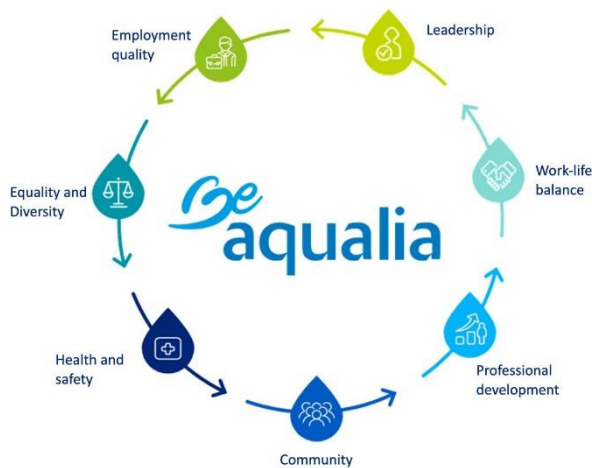 Employment
quality
Leadership
Equality and
Diversity
Be
aqualia
Work-life
balance
Health and
safety
Professional
development
Community